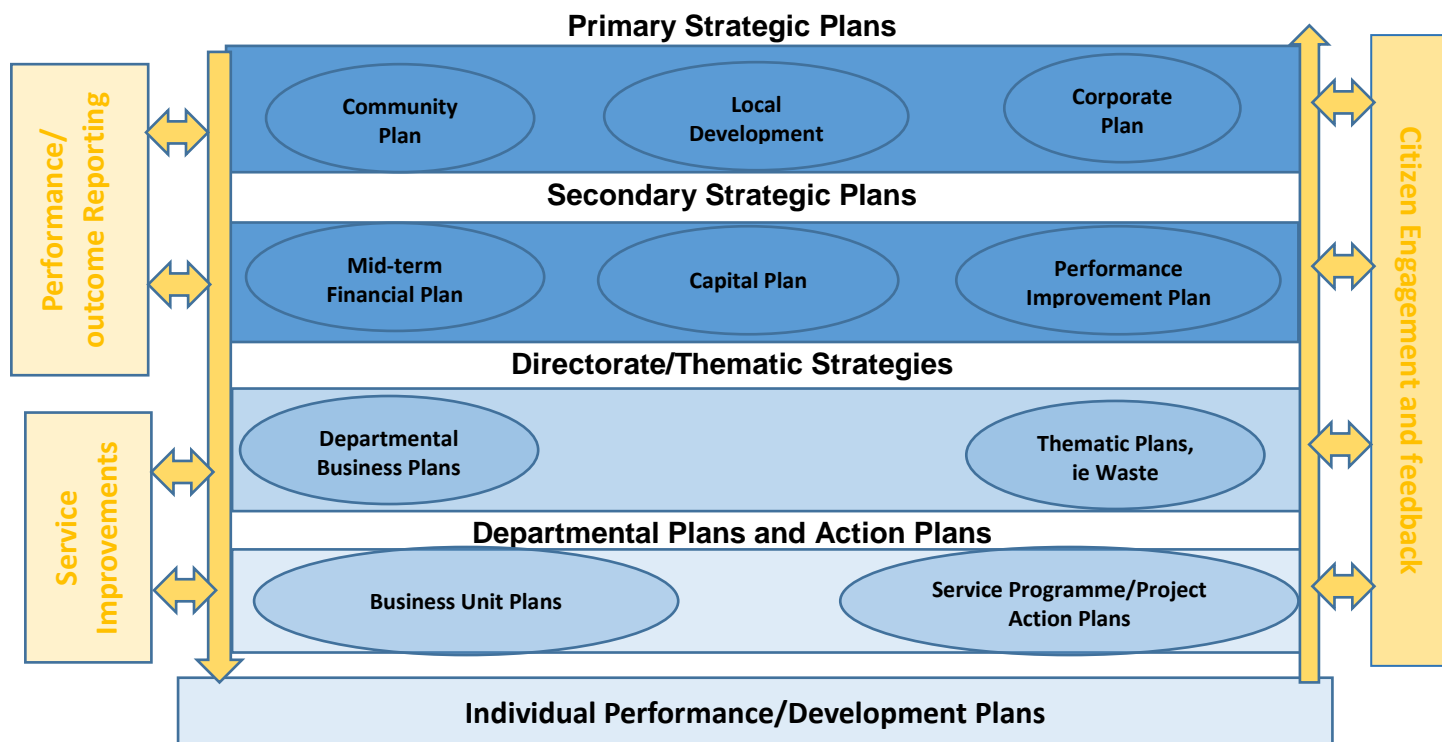 Primary Strategic Plans
Performance/
outcome Reporting
Community
Plan
Local
Development
Corporate
Plan
Citizen Engagement and feedback
Secondary Strategic Plans
Mid-term
Financial Plan
Capital Plan
Performance
Improvement Plan
Directorate/Thematic Strategies
Service
Improvements
Departmental
Business Plans
Thematic Plans,
ie Waste
Departmental Plans and Action Plans
Business Unit Plans
Service Programme/Project
Action Plans
Individual Performance/Development Plans